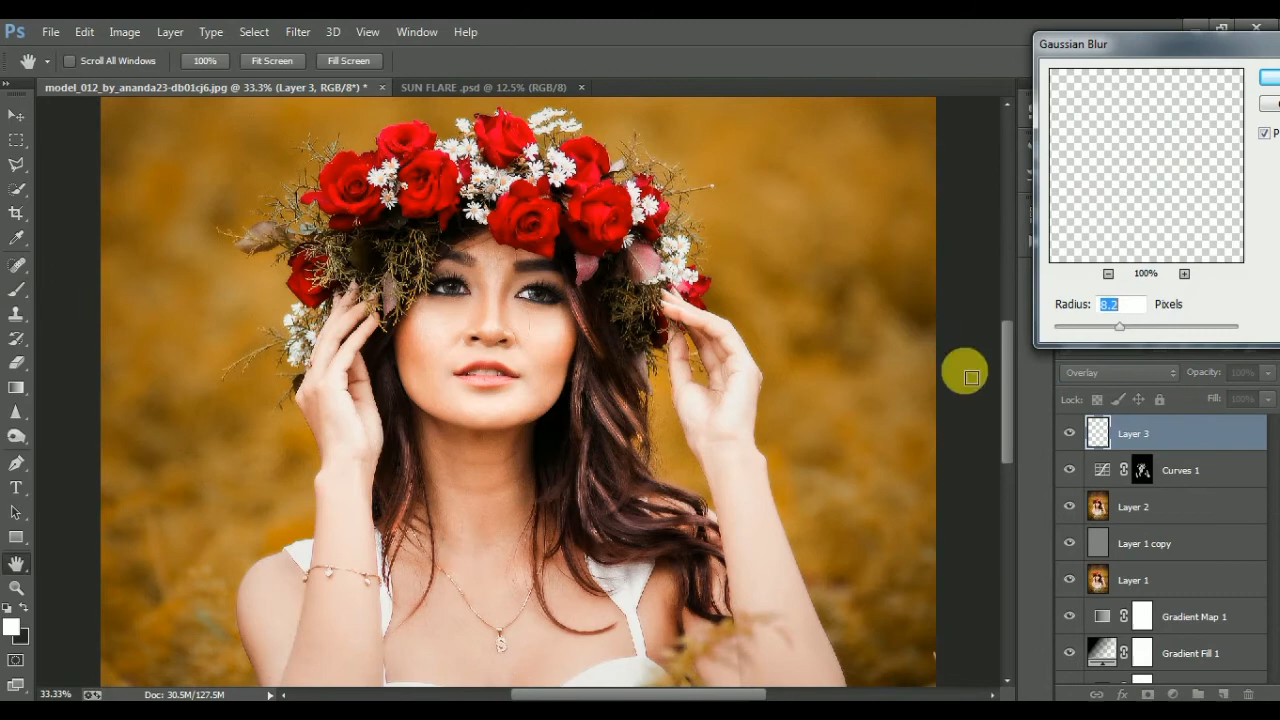 Ps File Edit Image Layer Type Select Filter 3D View Window Help
Gaussian Blur
Scroll All Windows 100% Fit Screen Fill Screen
model_012_by_ananda23-db01cj6.jpg @ 33.3% (Layer 3, RGB/8*) * × SUN FLARE .psd @ 12.5% (RGB/8) ×
P
100%
Radius: 8.2 Pixels
Overlay Opacity: 100%
Lock: Fill: 100%
Layer 3
Curves 1
Layer 2
Layer 1 copy
Layer 1
Gradient Map 1
Gradient Fill 1
33.33% Doc: 30.5M/127.5M